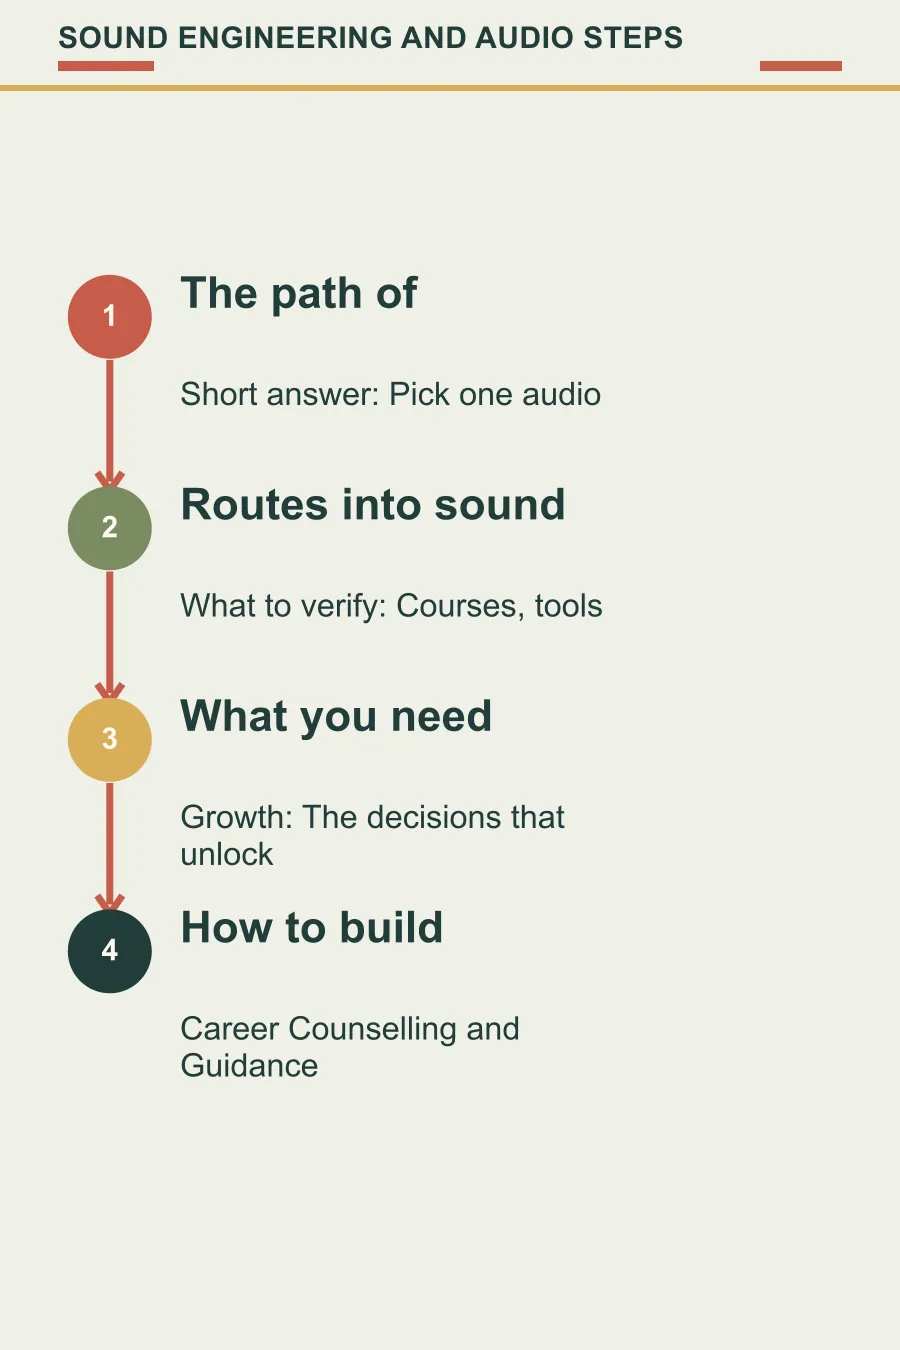 SOUND ENGINEERING AND AUDIO STEPS
1
The path of
Short answer: Pick one audio
2
Routes into sound
What to verify: Courses, tools
3
What you need
Growth: The decisions that
unlock
4
How to build
Career Counselling and
Guidance